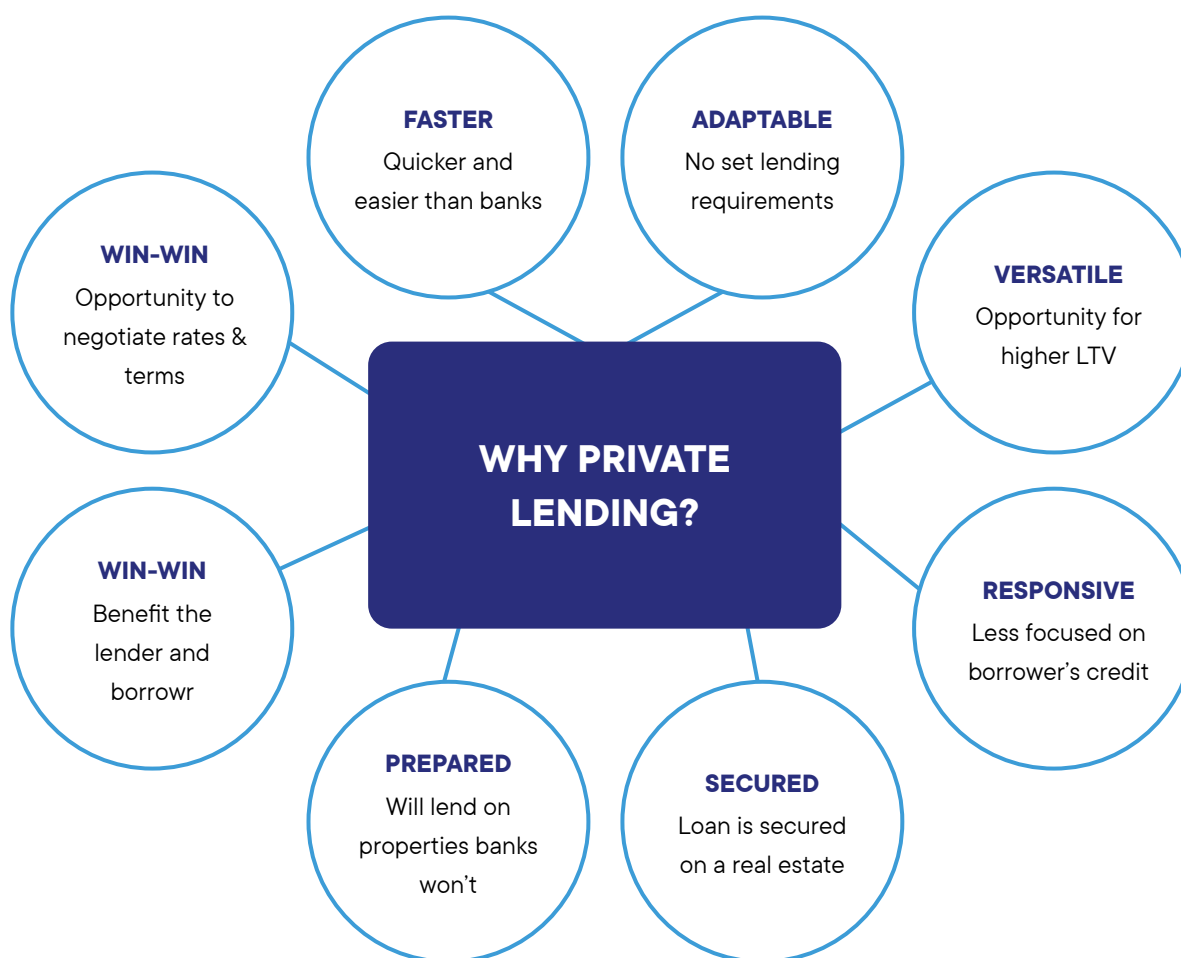 FASTER
Quicker and
easier than banks
ADAPTABLE
No set lending
requirements
WIN-WIN
Opportunity to
negotiate rates &
terms
VERSATILE
Opportunity for
higher LTV
WHY PRIVATE
LENDING?
WIN-WIN
Benefit the
lender and
borrowr
RESPONSIVE
Less focused on
borrower’s credit
PREPARED
Will lend on
properties banks
won’t
SECURED
Loan is secured
on a real estate